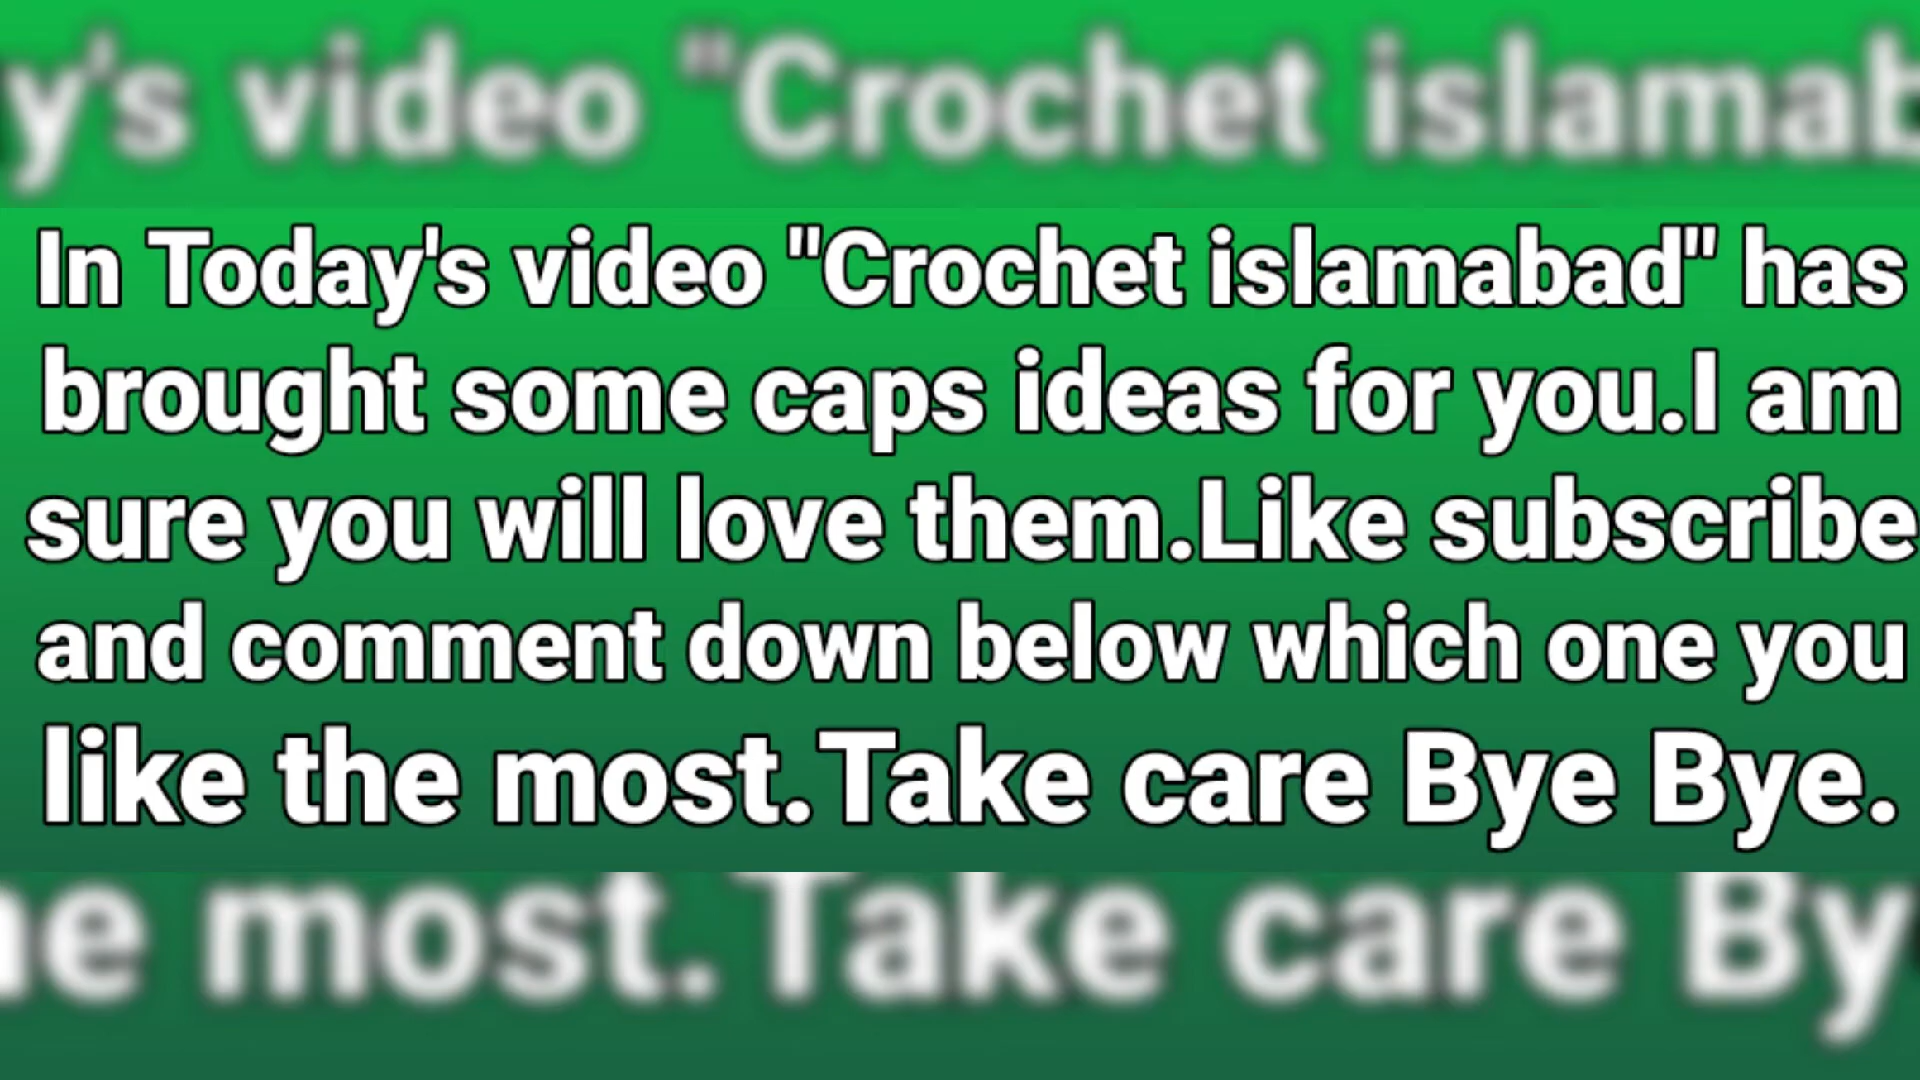 y's video "Crochet islamab
In Today's video "Crochet islamabad" has
brought some caps ideas for you.I am
sure you will love them.Like subscribe
and comment down below which one you
like the most.Take care Bye Bye.
he most.Take care By